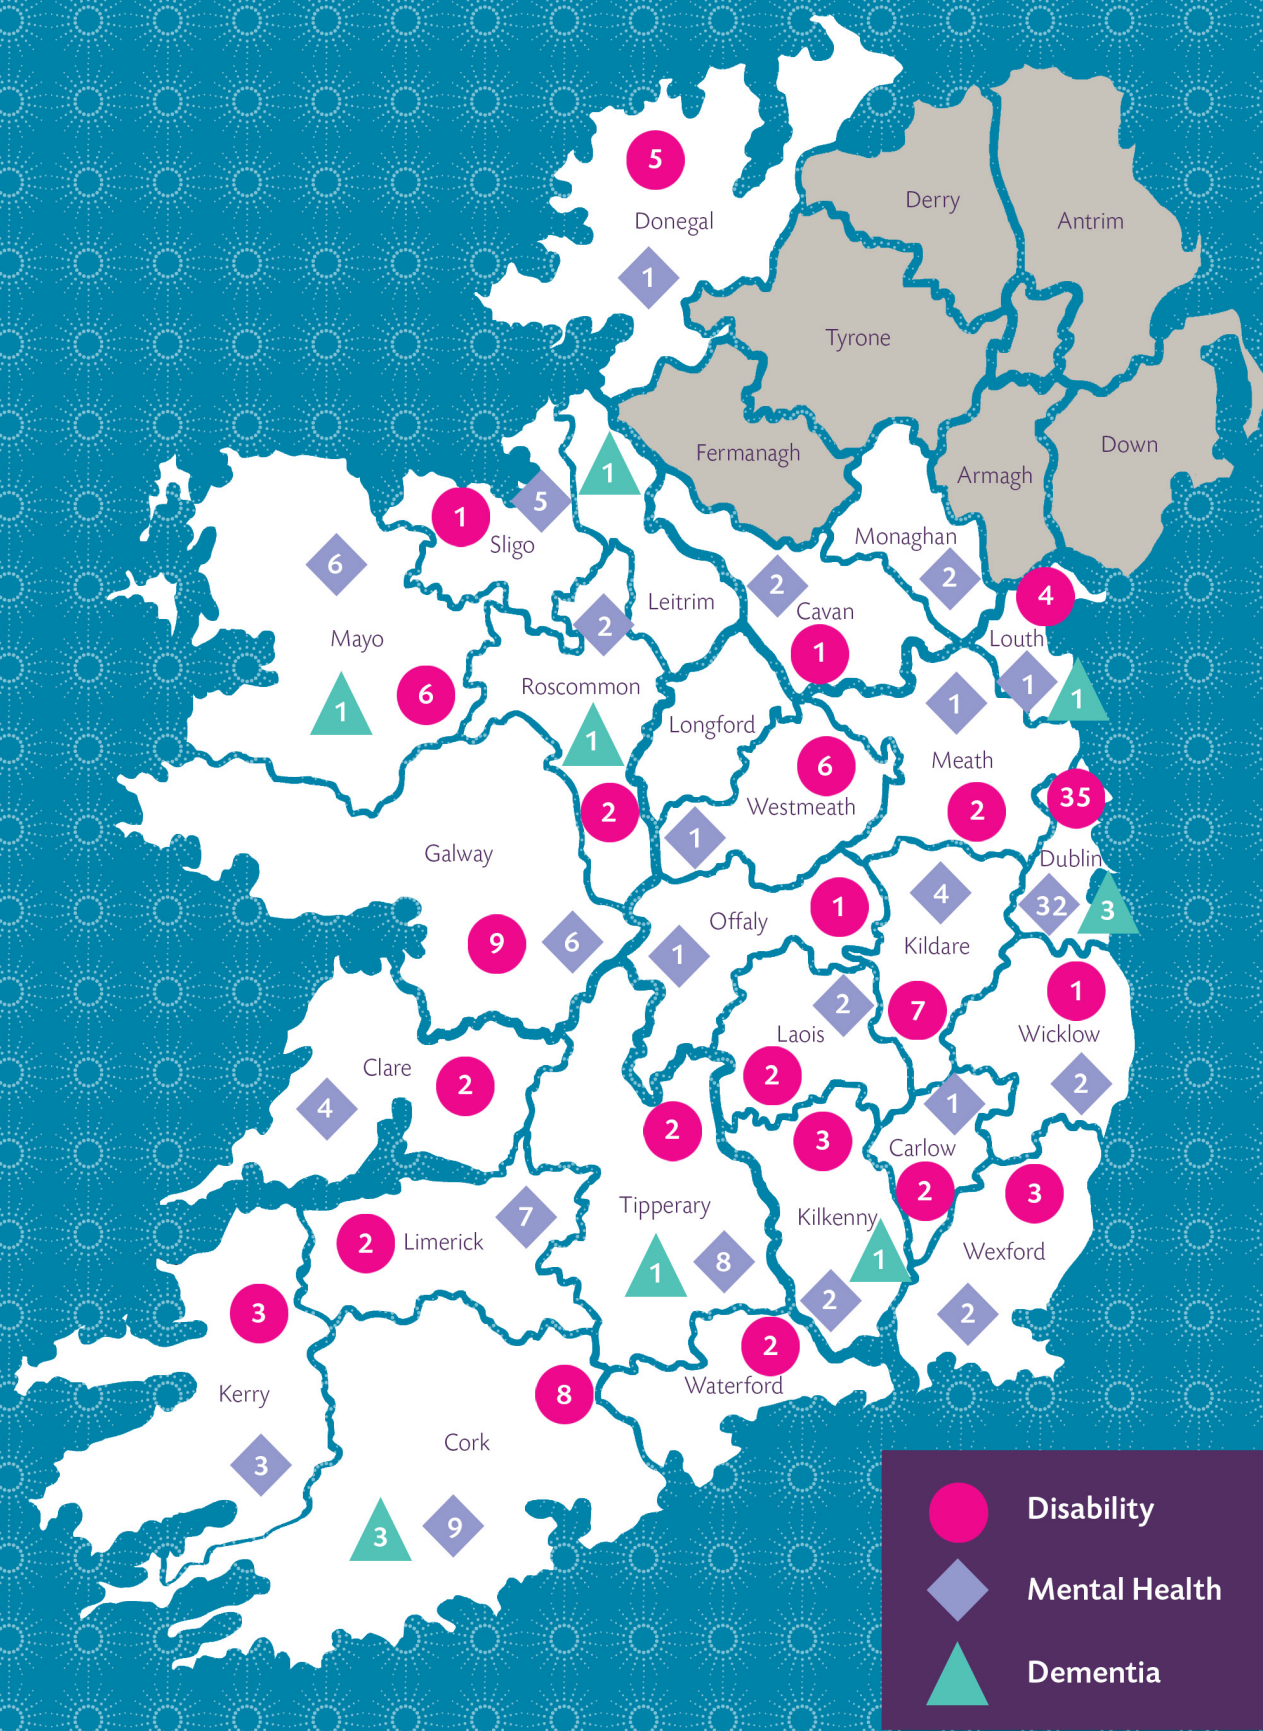 5
Donegal
1
Derry
Antrim
Tyrone
Fermanagh
Armagh
Down
1
5
1
Sligo
6
Mayo
6
1
Monaghan
2
2
Cavan
1
Leitrim
2
4
Louth
1
1
Roscommon
1
2
Longford
1
Meath
2
6
Westmeath
1
35
Dublin
32
3
Galway
9
6
Offaly
1
1
4
Kildare
7
1
Wicklow
2
2
Laois
2
Clare
2
4
2
Tipperary
1
8
3
Kilkenny
1
2
1
Carlow
2
3
Wexford
2
7
2
Limerick
3
Kerry
3
2
Waterford
8
Cork
3
9
Disability
Mental Health
Dementia